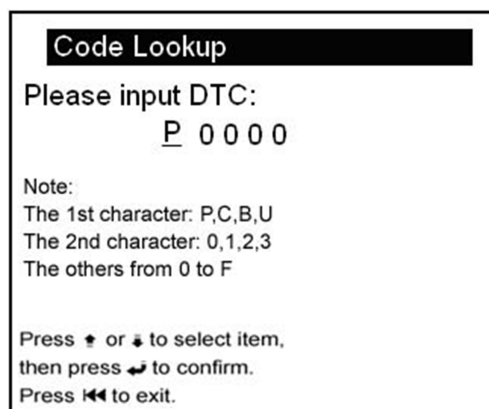 Code Lookup
Please input DTC:
P 0 0 0 0
Note:
The 1st character: P,C,B,U
The 2nd character: 0,1,2,3
The others from 0 to F
Press ⬆ or ⬇ to select item,
then press ↵ to confirm.
Press ⏮ to exit.